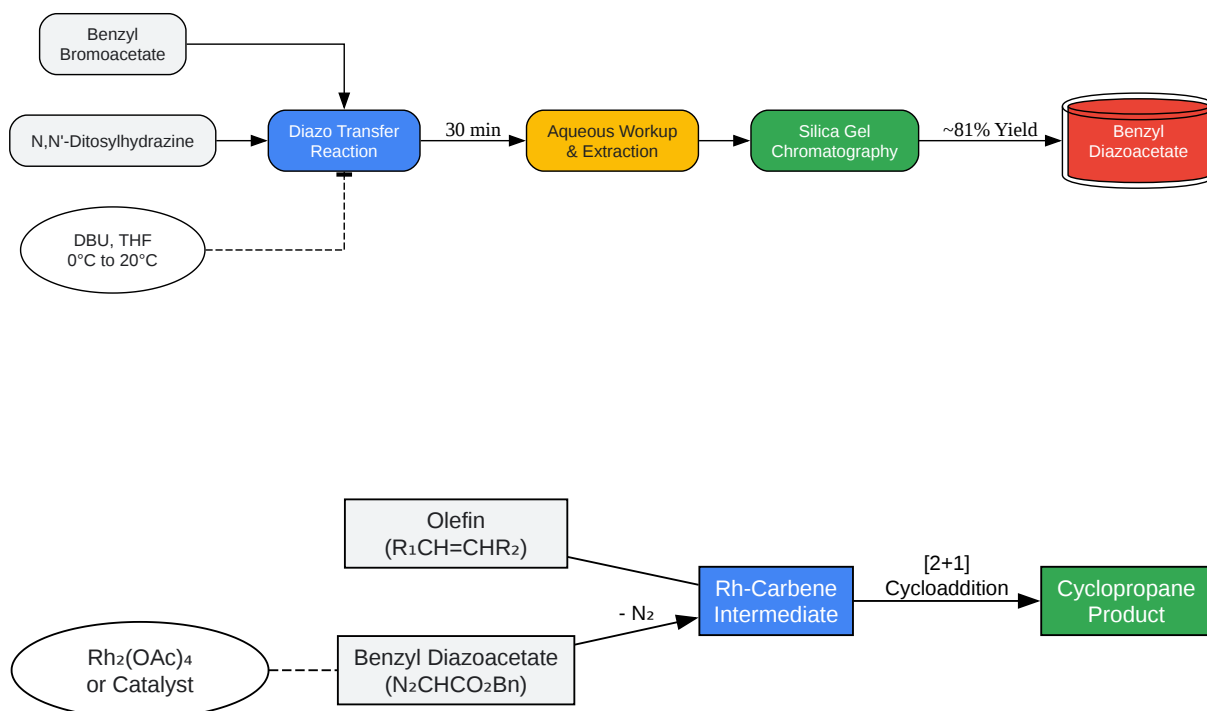 Benzyl
Bromoacetate
N,N'-Ditosylhydrazine
Diazo Transfer
Reaction
30 min
Aqueous Workup
& Extraction
Silica Gel
Chromatography
~81% Yield
Benzyl
Diazoacetate
DBU, THF
0°C to 20°C
Olefin
(R₁CH=CHR₂)
Rh-Carbene
Intermediate
[2+1]
Cycloaddition
Cyclopropane
Product
- N₂
Rh₂(OAc)₄
or Catalyst
Benzyl Diazoacetate
(N₂CHCO₂Bn)